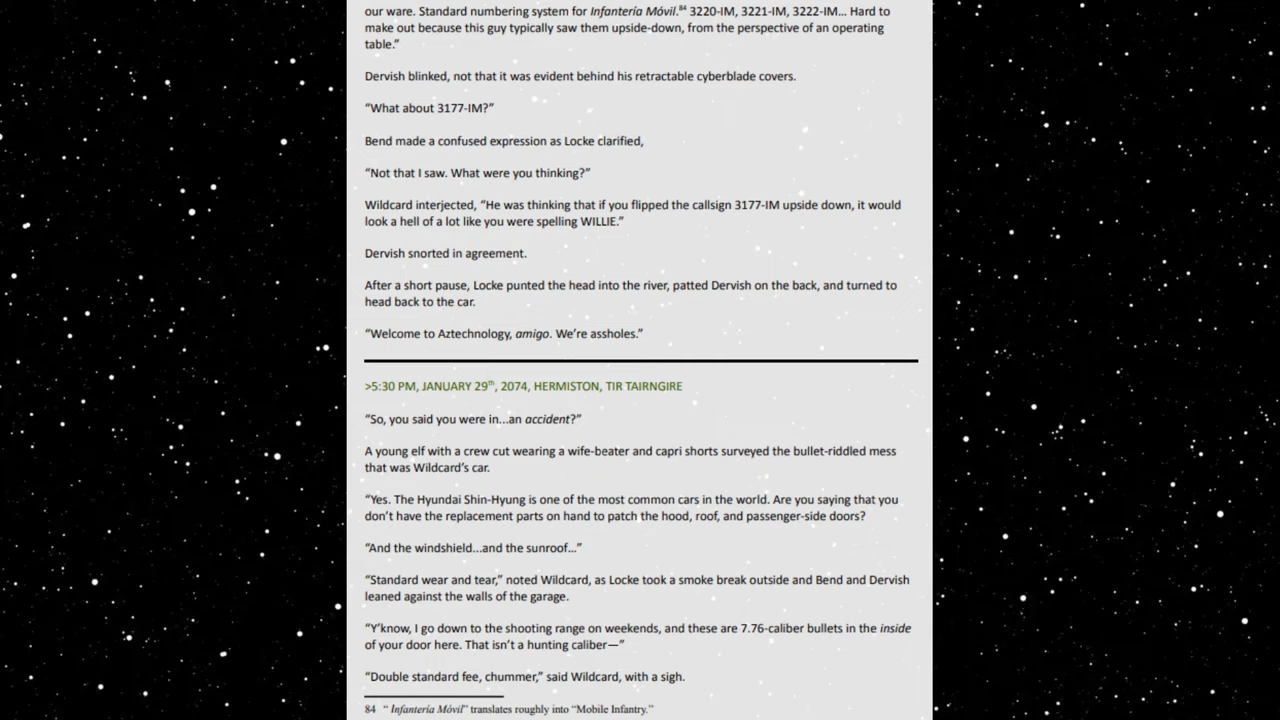 our ware. Standard numbering system for Infantería Móvil.84 3220-IM, 3221-IM, 3222-IM… Hard to
make out because this guy typically saw them upside-down, from the perspective of an operating
table.”
Dervish blinked, not that it was evident behind his retractable cyberblade covers.
“What about 3177-IM?”
Bend made a confused expression as Locke clarified,
“Not that I saw. What were you thinking?”
Wildcard interjected, “He was thinking that if you flipped the callsign 3177-IM upside down, it would
look a hell of a lot like you were spelling WILLIE.”
Dervish snorted in agreement.
After a short pause, Locke punted the head into the river, patted Dervish on the back, and turned to
head back to the car.
“Welcome to Aztechnology, amigo. We’re assholes.”
>5:30 PM, JANUARY 29th, 2074, HERMISTON, TIR TAIRNGIRE
“So, you said you were in…an accident?”
A young elf with a crew cut wearing a wife-beater and capri shorts surveyed the bullet-riddled mess
that was Wildcard’s car.
“Yes. The Hyundai Shin-Hyung is one of the most common cars in the world. Are you saying that you
don’t have the replacement parts on hand to patch the hood, roof, and passenger-side doors?
“And the windshield…and the sunroof…”
“Standard wear and tear,” noted Wildcard, as Locke took a smoke break outside and Bend and Dervish
leaned against the walls of the garage.
“Y’know, I go down to the shooting range on weekends, and these are 7.76-caliber bullets in the inside
of your door here. That isn’t a hunting caliber—”
“Double standard fee, chummer,” said Wildcard, with a sigh.
84 “ Infantería Móvil” translates roughly into “Mobile Infantry.”